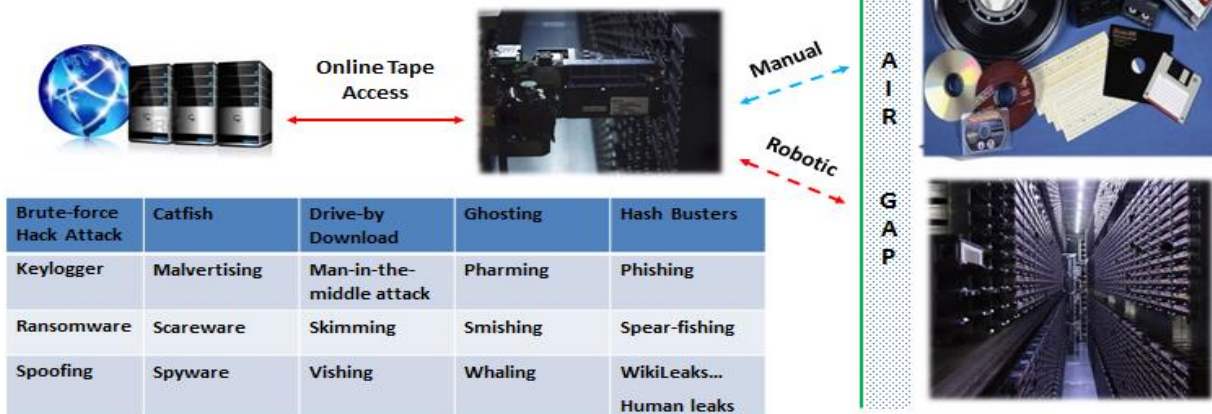 Online Tape
Access
Manual
Robotic
A
I
R
G
A
P
Brute-force
Hack Attack
Catfish
Drive-by
Download
Ghosting
Hash Busters
Keylogger
Malvertising
Man-in-the-
middle attack
Pharming
Phishing
Ransomware
Scareware
Skimming
Smishing
Spear-fishing
Spoofing
Spyware
Vishing
Whaling
WikiLeaks...
Human leaks